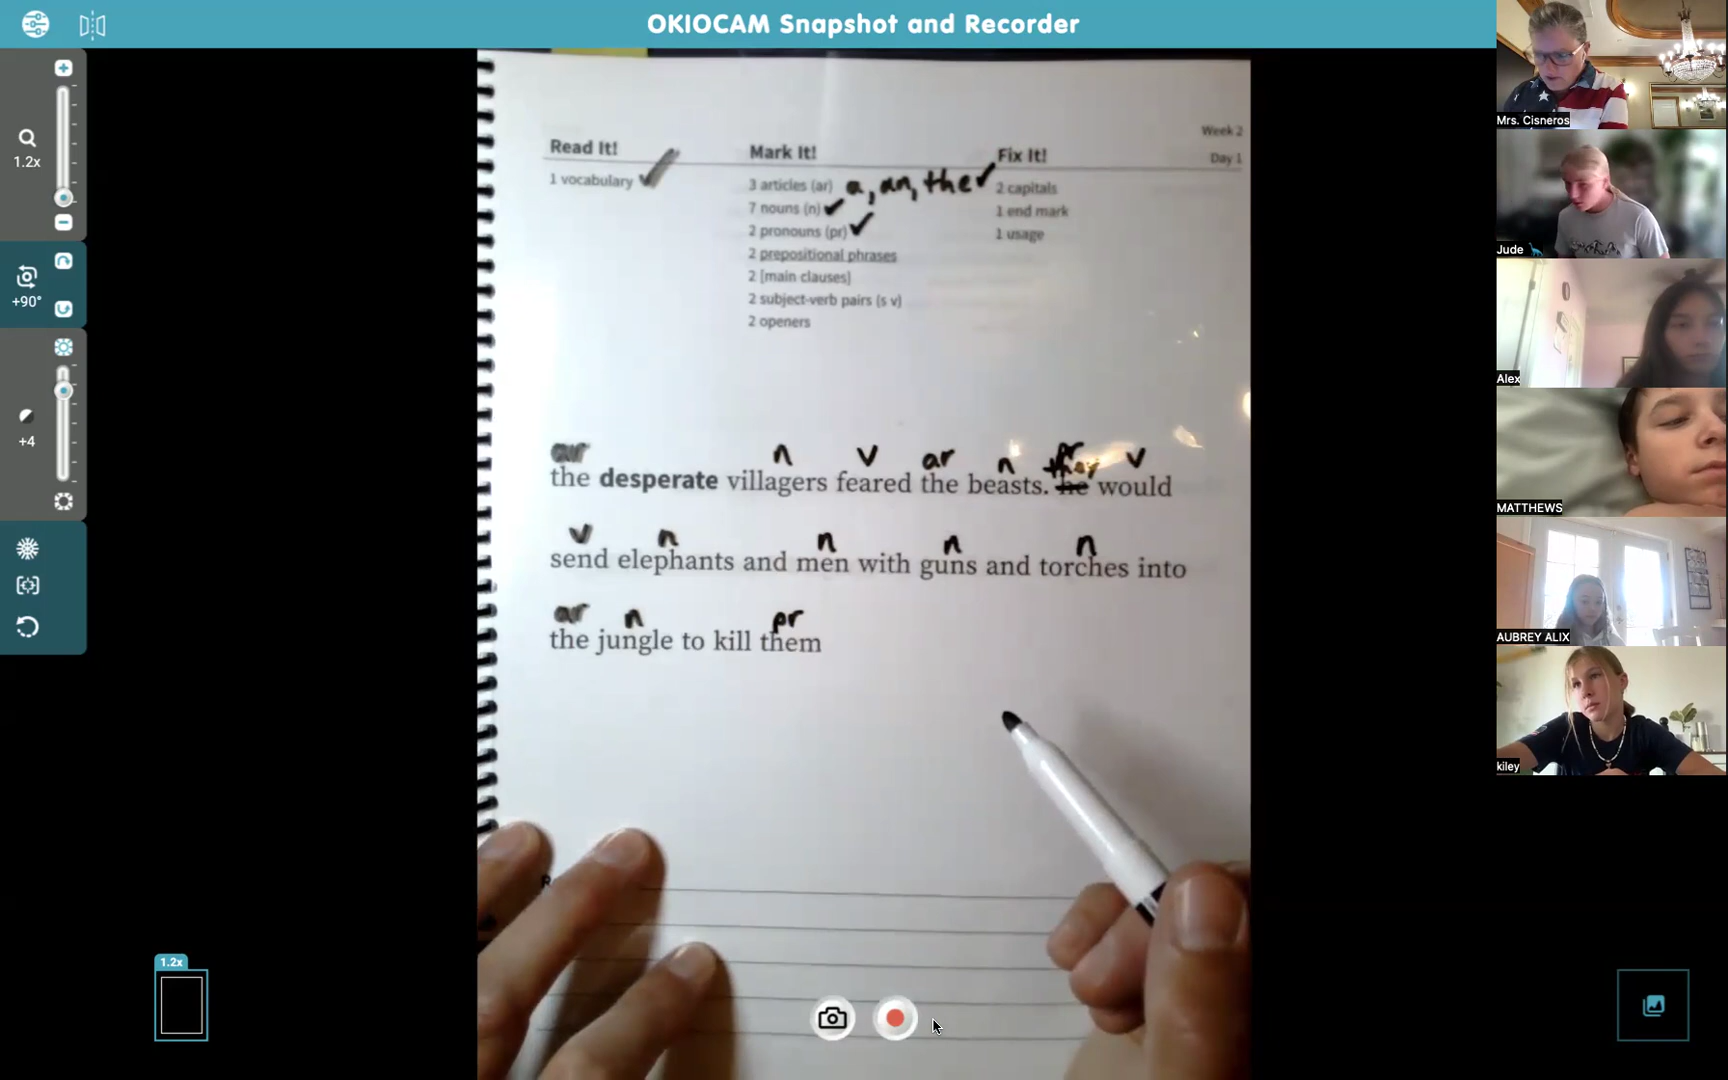 OKIOCAM Snapshot and Recorder
1.2x
+90°
+4
1.2x
Week 2
Day 1
Read It!
1 vocabulary ✓
Mark It!
3 articles (ar) a, an, the ✓
7 nouns (n) ✓
2 pronouns (pr) ✓
2 prepositional phrases
2 [main clauses]
2 subject-verb pairs (s v)
2 openers
Fix It!
2 capitals
1 end mark
1 usage
ar n v ar n pr v
they
the desperate villagers feared the beasts. he would
v n n n n
send elephants and men with guns and torches into
ar n pr
the jungle to kill them
Mrs. Cisneros
Jude
Alex
MATTHEWS
AUBREY ALIX
kiley